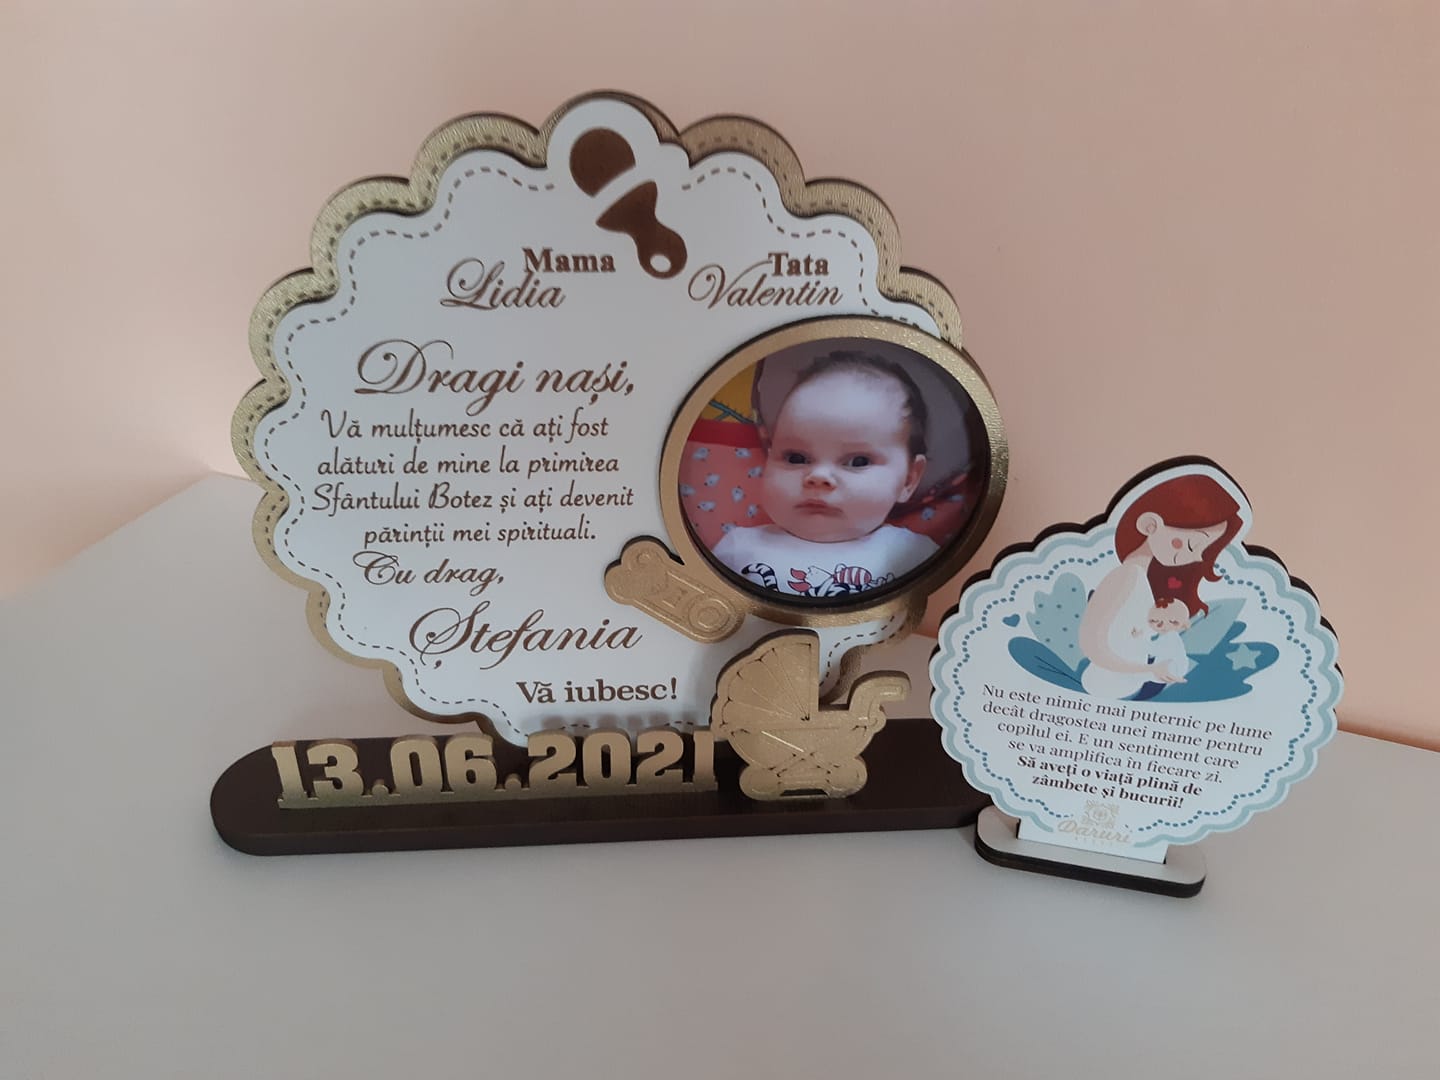 Mama
Lidia
Tata
Valentin
Dragi nași,
Vă mulțumesc că ați fost
alături de mine la primirea
Sfântului Botez și ați devenit
părinții mei spirituali.
Cu drag,
Ștefania
Vă iubesc!
13.06.2021
Nu este nimic mai puternic pe lume
decât dragostea unei mame pentru
copilul ei. E un sentiment care
se va amplifica în fiecare zi.
Să aveți o viață plină de
zâmbete și bucurii!
Daruri